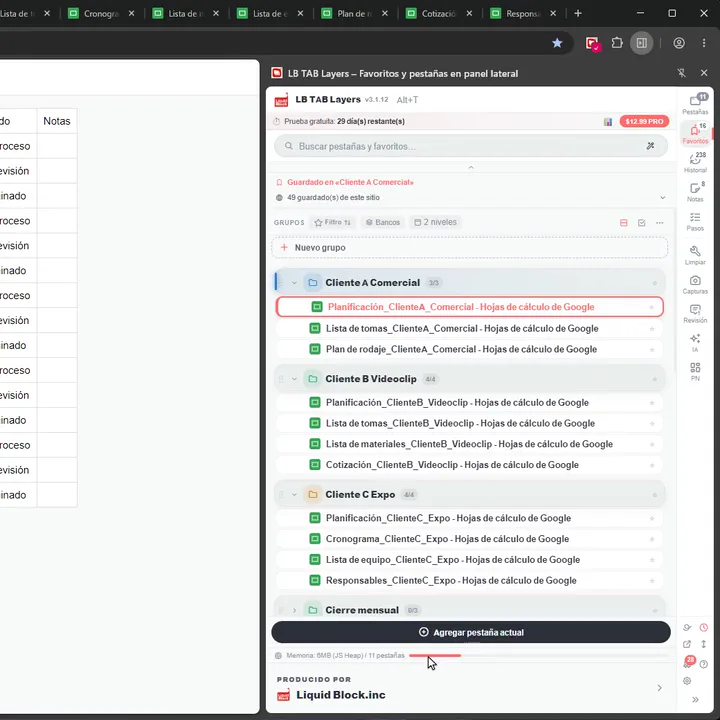 Lista de t
Cronogra
Lista de
Lista de e
Plan de
Cotizació
Responsa
LB TAB Layers – Favoritos y pestañas en panel lateral
do
Notas
roceso
evisión
inado
roceso
evisión
inado
roceso
evisión
inado
roceso
evisión
inado
roceso
evisión
inado
LB TAB Layers v3.1.12 Alt+T
Prueba gratuita: 29 día(s) restante(s)
$12.99 PRO
Buscar pestañas y favoritos…
Guardado en «Cliente A Comercial»
49 guardado(s) de este sitio
GRUPOS Filtro Bancos 2 niveles
+ Nuevo grupo
Cliente A Comercial 3/3
Planificación_ClienteA_Comercial - Hojas de cálculo de Google
Lista de tomas_ClienteA_Comercial - Hojas de cálculo de Google
Plan de rodaje_ClienteA_Comercial - Hojas de cálculo de Google
Cliente B Videoclip 4/4
Planificación_ClienteB_Videoclip - Hojas de cálculo de Google
Lista de tomas_ClienteB_Videoclip - Hojas de cálculo de Google
Lista de materiales_ClienteB_Videoclip - Hojas de cálculo de Google
Cotización_ClienteB_Videoclip - Hojas de cálculo de Google
Cliente C Expo 4/4
Planificación_ClienteC_Expo - Hojas de cálculo de Google
Cronograma_ClienteC_Expo - Hojas de cálculo de Google
Lista de equipo_ClienteC_Expo - Hojas de cálculo de Google
Responsables_ClienteC_Expo - Hojas de cálculo de Google
Cierre mensual
Agregar pestaña actual
Memoria: 6MB (JS Heap) / 11 pestañas
PRODUCIDO POR
Liquid Block.inc
11
Pestañas
16
Favoritos
238
Historial
8
Notas
Pasos
Limpiar
Capturas
Revisión
IA
PN
28